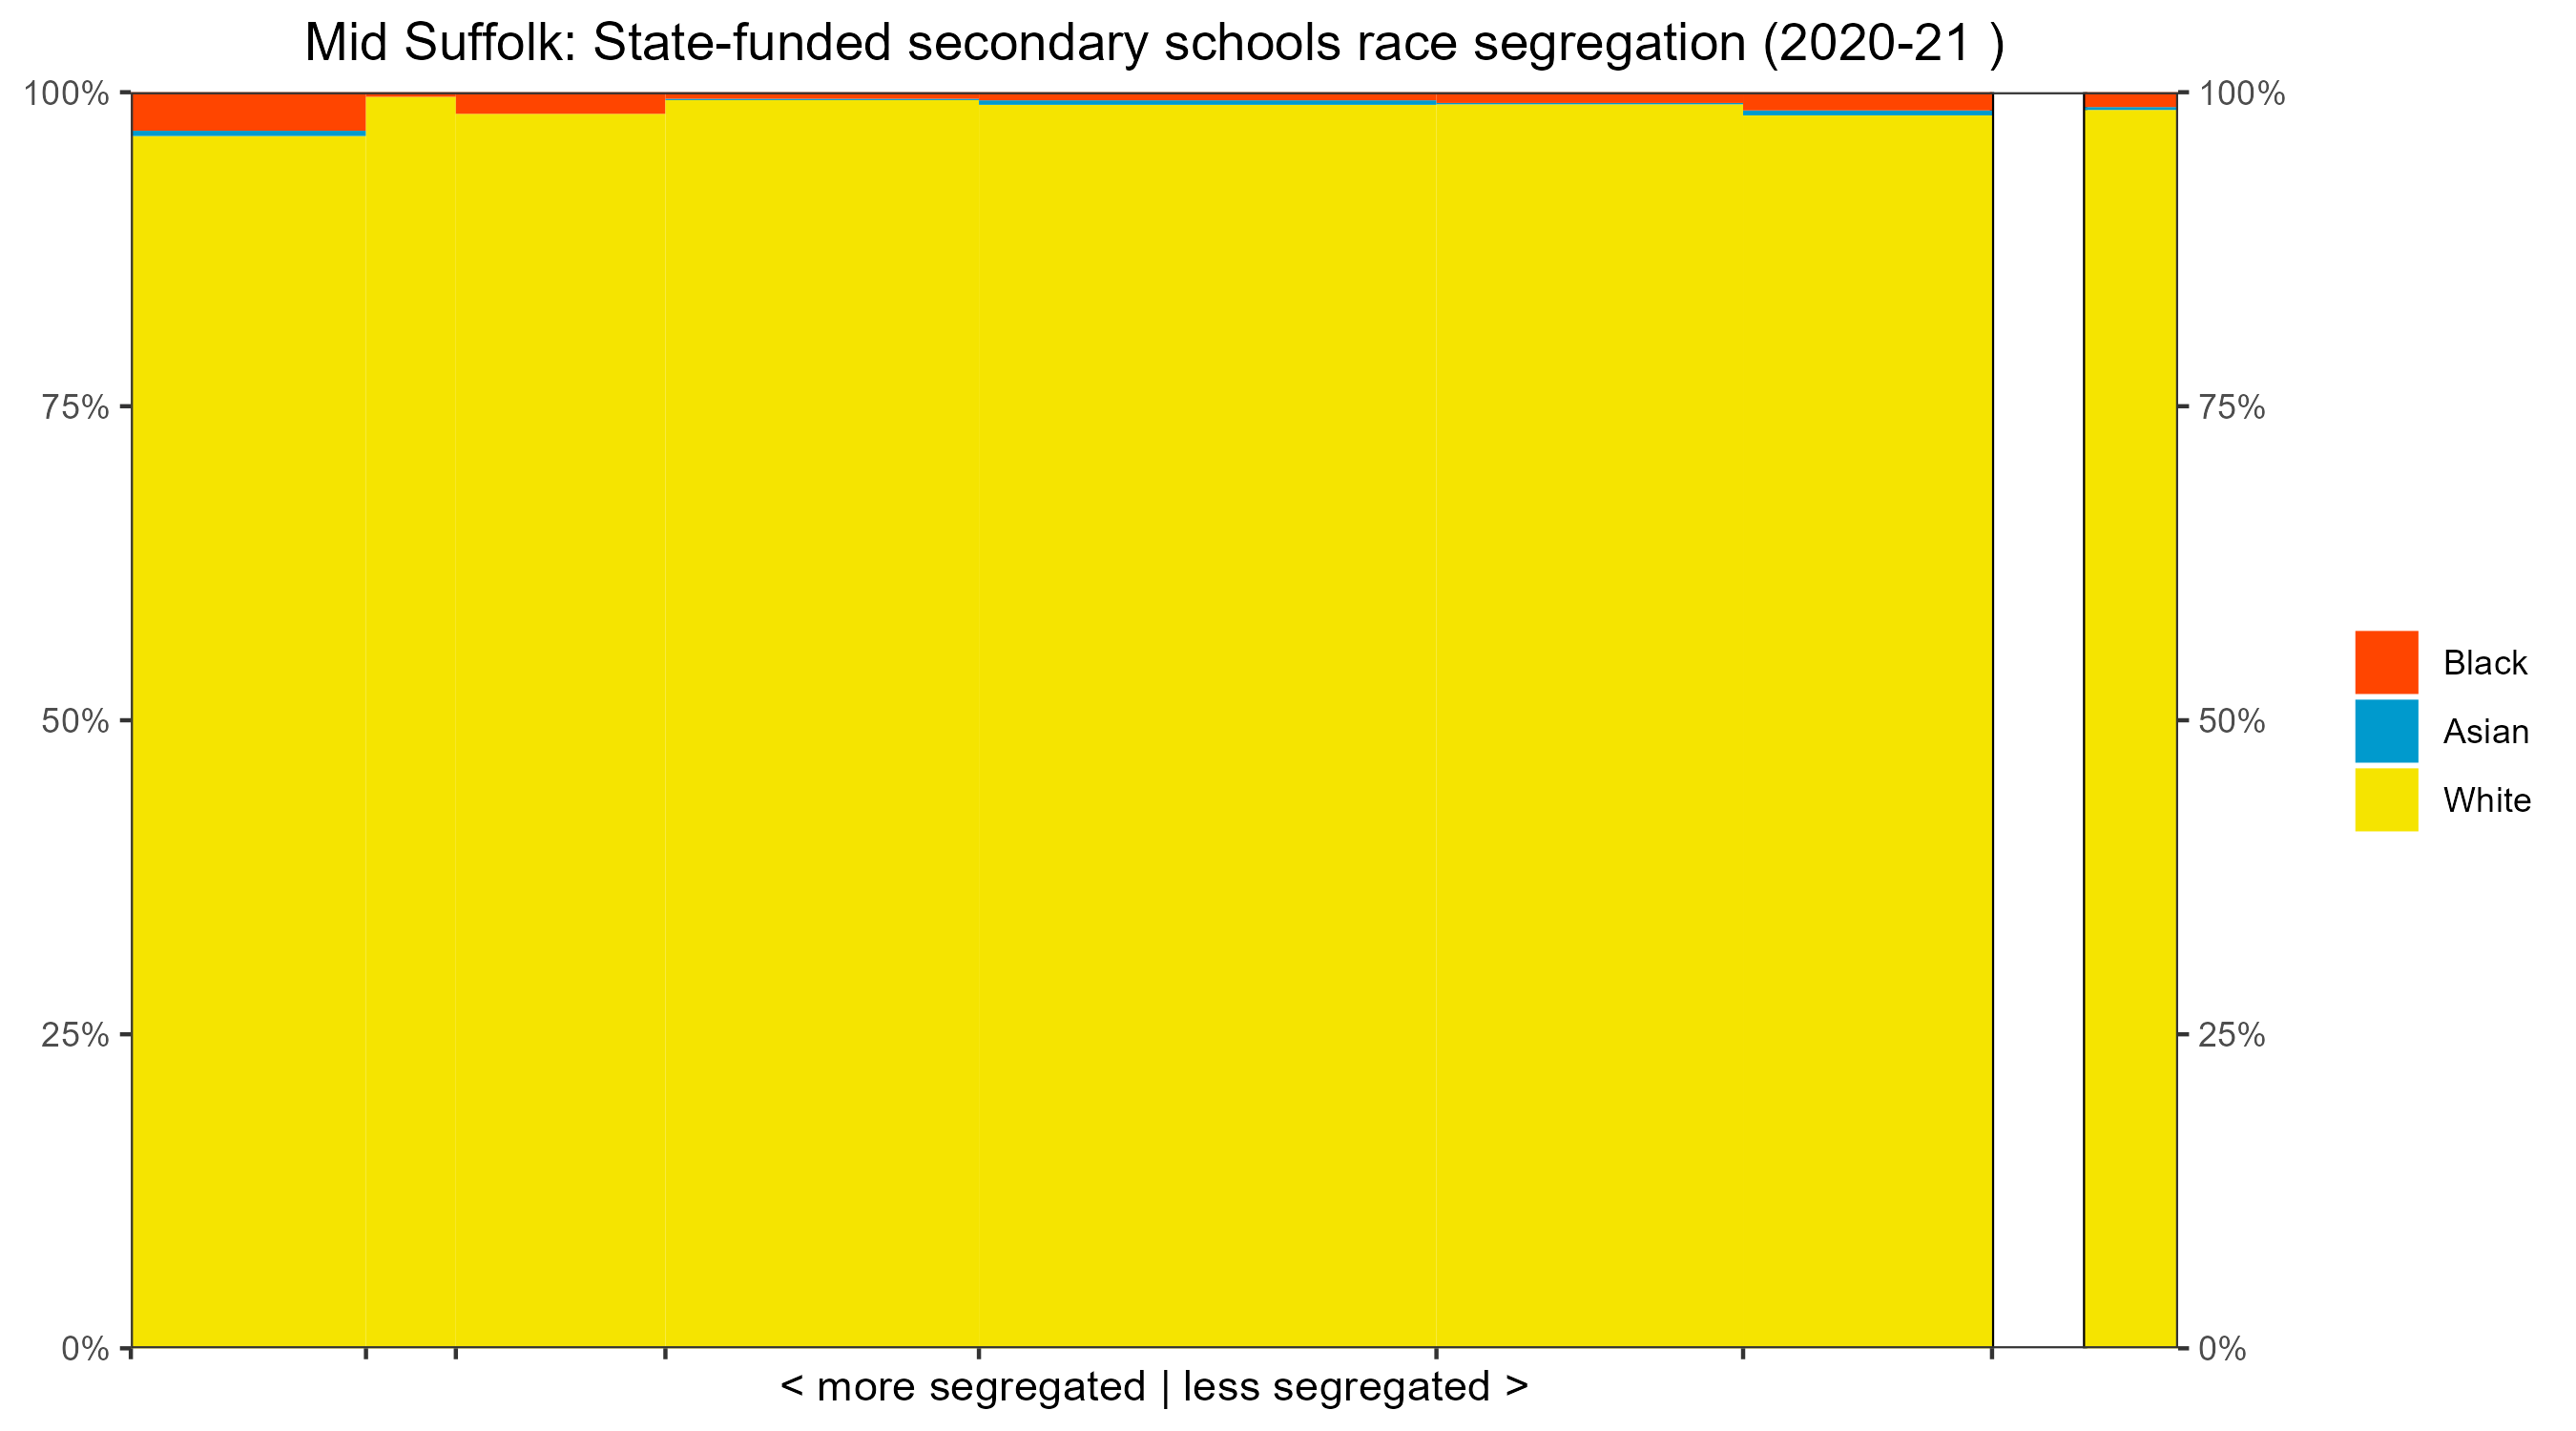 Mid Suffolk: State-funded secondary schools race segregation (2020-21 )
100%
100%
75%
75%
50%
50%
25%
25%
0%
0%
Black
Asian
White
< more segregated | less segregated >